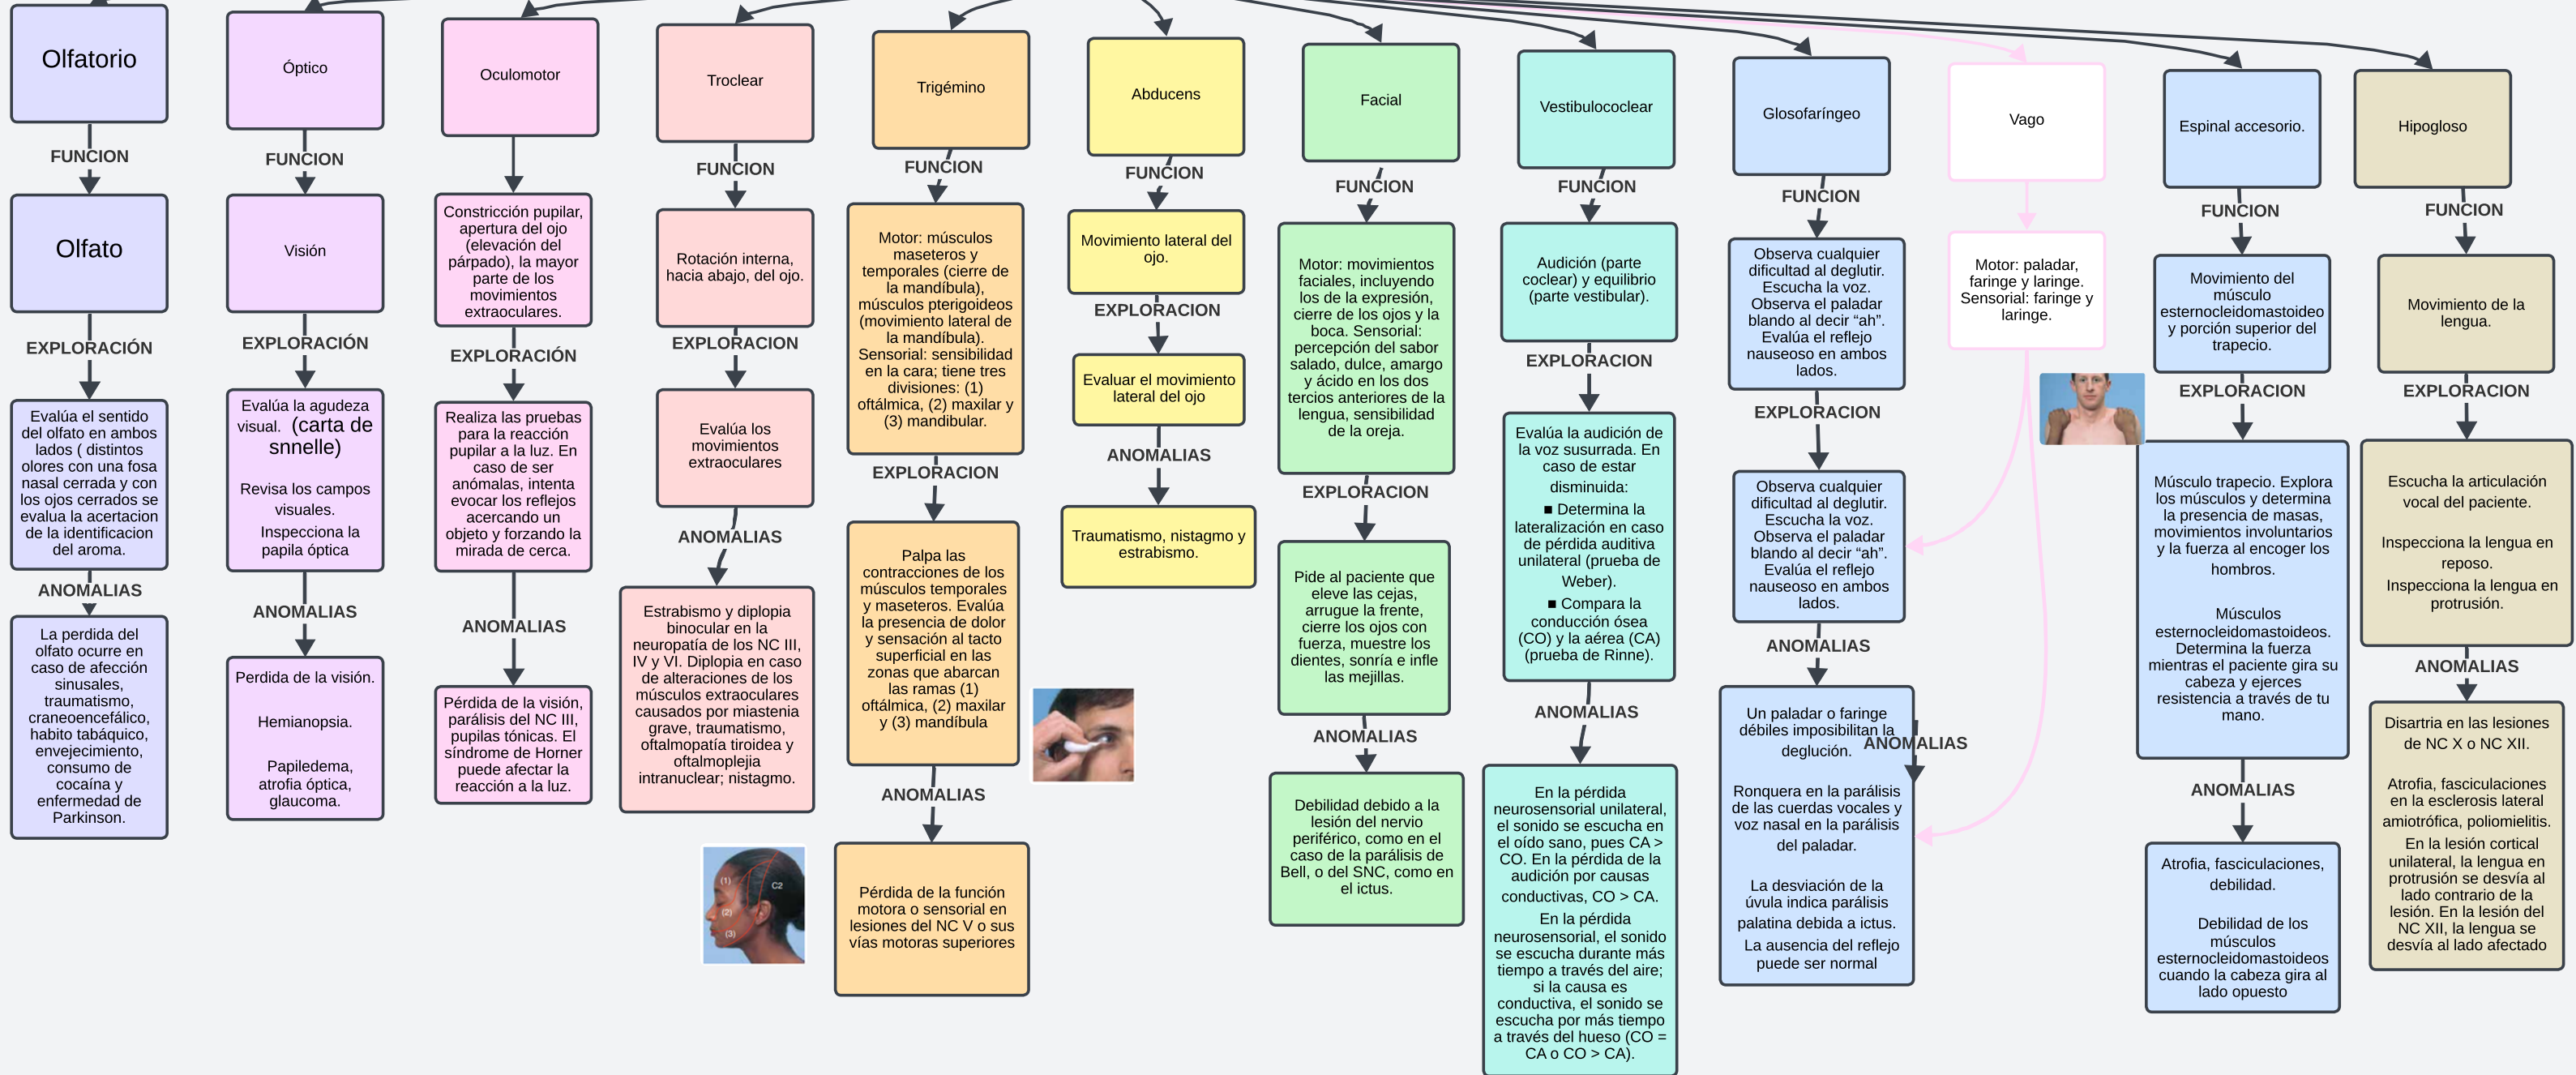 Olfatorio
FUNCION
Olfato
EXPLORACIÓN
Evalúa el sentido
del olfato en ambos
lados ( distintos
olores con una fosa
nasal cerrada y con
los ojos cerrados se
evalua la acertacion
de la identificacion
del aroma.
ANOMALIAS
La perdida del
olfato ocurre en
caso de afección
sinusales,
traumatismo,
craneoencefálico,
habito tabáquico,
envejecimiento,
consumo de
cocaína y
enfermedad de
Parkinson.
Óptico
FUNCION
Visión
EXPLORACIÓN
Evalúa la agudeza
visual. (carta de
snnelle)
Revisa los campos
visuales.
Inspecciona la
papila óptica
ANOMALIAS
Perdida de la visión.
Hemianopsia.
Papiledema,
atrofia óptica,
glaucoma.
Oculomotor
Constricción pupilar,
apertura del ojo
(elevación del
párpado), la mayor
parte de los
movimientos
extraoculares.
EXPLORACIÓN
Realiza las pruebas
para la reacción
pupilar a la luz. En
caso de ser
anómalas, intenta
evocar los reflejos
acercando un
objeto y forzando la
mirada de cerca.
ANOMALIAS
Pérdida de la visión,
parálisis del NC III,
pupilas tónicas. El
síndrome de Horner
puede afectar la
reacción a la luz.
Troclear
FUNCION
Rotación interna,
hacia abajo, del ojo.
EXPLORACION
Evalúa los
movimientos
extraoculares
ANOMALIAS
Estrabismo y diplopia
binocular en la
neuropatía de los NC III,
IV y VI. Diplopia en caso
de alteraciones de los
músculos extraoculares
causados por miastenia
grave, traumatismo,
oftalmopatía tiroidea y
oftalmoplejia
intranuclear; nistagmo.
Trigémino
FUNCION
Motor: músculos
maseteros y
temporales (cierre de
la mandíbula),
músculos pterigoideos
(movimiento lateral de
la mandíbula).
Sensorial: sensibilidad
en la cara; tiene tres
divisiones: (1)
oftálmica, (2) maxilar y
(3) mandibular.
EXPLORACION
Palpa las
contracciones de los
músculos temporales
y maseteros. Evalúa
la presencia de dolor
y sensación al tacto
superficial en las
zonas que abarcan
las ramas (1)
oftálmica, (2) maxilar
y (3) mandíbula
ANOMALIAS
Pérdida de la función
motora o sensorial en
lesiones del NC V o sus
vías motoras superiores
(1)
C2
(2)
(3)
Abducens
FUNCION
Movimiento lateral del
ojo.
EXPLORACION
Evaluar el movimiento
lateral del ojo
ANOMALIAS
Traumatismo, nistagmo y
estrabismo.
Facial
FUNCION
Motor: movimientos
faciales, incluyendo
los de la expresión,
cierre de los ojos y la
boca. Sensorial:
percepción del sabor
salado, dulce, amargo
y ácido en los dos
tercios anteriores de la
lengua, sensibilidad
de la oreja.
EXPLORACION
Pide al paciente que
eleve las cejas,
arrugue la frente,
cierre los ojos con
fuerza, muestre los
dientes, sonría e infle
las mejillas.
ANOMALIAS
Debilidad debido a la
lesión del nervio
periférico, como en el
caso de la parálisis de
Bell, o del SNC, como en
el ictus.
Vestibulococlear
FUNCION
Audición (parte
coclear) y equilibrio
(parte vestibular).
EXPLORACION
Evalúa la audición de
la voz susurrada. En
caso de estar
disminuida:
■ Determina la
lateralización en caso
de pérdida auditiva
unilateral (prueba de
Weber).
■ Compara la
conducción ósea
(CO) y la aérea (CA)
(prueba de Rinne).
ANOMALIAS
En la pérdida
neurosensorial unilateral,
el sonido se escucha en
el oído sano, pues CA >
CO. En la pérdida de la
audición por causas
conductivas, CO > CA.
En la pérdida
neurosensorial, el sonido
se escucha durante más
tiempo a través del aire;
si la causa es
conductiva, el sonido se
escucha por más tiempo
a través del hueso (CO =
CA o CO > CA).
Glosofaríngeo
FUNCION
Observa cualquier
dificultad al deglutir.
Escucha la voz.
Observa el paladar
blando al decir “ah”.
Evalúa el reflejo
nauseoso en ambos
lados.
EXPLORACION
Observa cualquier
dificultad al deglutir.
Escucha la voz.
Observa el paladar
blando al decir “ah”.
Evalúa el reflejo
nauseoso en ambos
lados.
ANOMALIAS
Un paladar o faringe
débiles imposibilitan la
deglución.
Ronquera en la parálisis
de las cuerdas vocales y
voz nasal en la parálisis
del paladar.
La desviación de la
úvula indica parálisis
palatina debida a ictus.
La ausencia del reflejo
puede ser normal
ANOMALIAS
Vago
Motor: paladar,
faringe y laringe.
Sensorial: faringe y
laringe.
Espinal accesorio.
FUNCION
Movimiento del
músculo
esternocleidomastoideo
y porción superior del
trapecio.
EXPLORACION
Músculo trapecio. Explora
los músculos y determina
la presencia de masas,
movimientos involuntarios
y la fuerza al encoger los
hombros.
Músculos
esternocleidomastoideos.
Determina la fuerza
mientras el paciente gira su
cabeza y ejerces
resistencia a través de tu
mano.
ANOMALIAS
Atrofia, fasciculaciones,
debilidad.
Debilidad de los
músculos
esternocleidomastoideos
cuando la cabeza gira al
lado opuesto
Hipogloso
FUNCION
Movimiento de la
lengua.
EXPLORACION
Escucha la articulación
vocal del paciente.
Inspecciona la lengua en
reposo.
Inspecciona la lengua en
protrusión.
ANOMALIAS
Disartria en las lesiones
de NC X o NC XII.
Atrofia, fasciculaciones
en la esclerosis lateral
amiotrófica, poliomielitis.
En la lesión cortical
unilateral, la lengua en
protrusión se desvía al
lado contrario de la
lesión. En la lesión del
NC XII, la lengua se
desvía al lado afectado